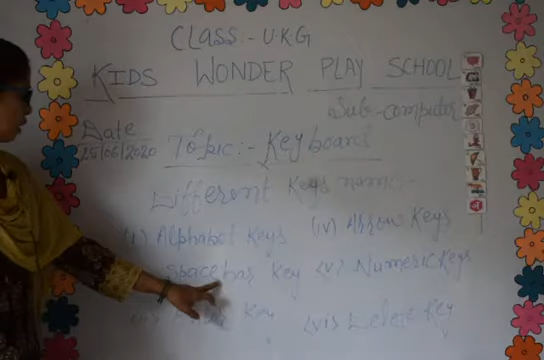 Class:- U.K.G
KIDS WONDER PLAY SCHOOL
Sub:-computer
Date
25/06/2020
Topic:- Keyboard
Different Keys name:-
(i) Alphabet Keys (iv) Arrow Keys
Spacebar Key (v) Numeric Keys
Key (vi) Delete Key